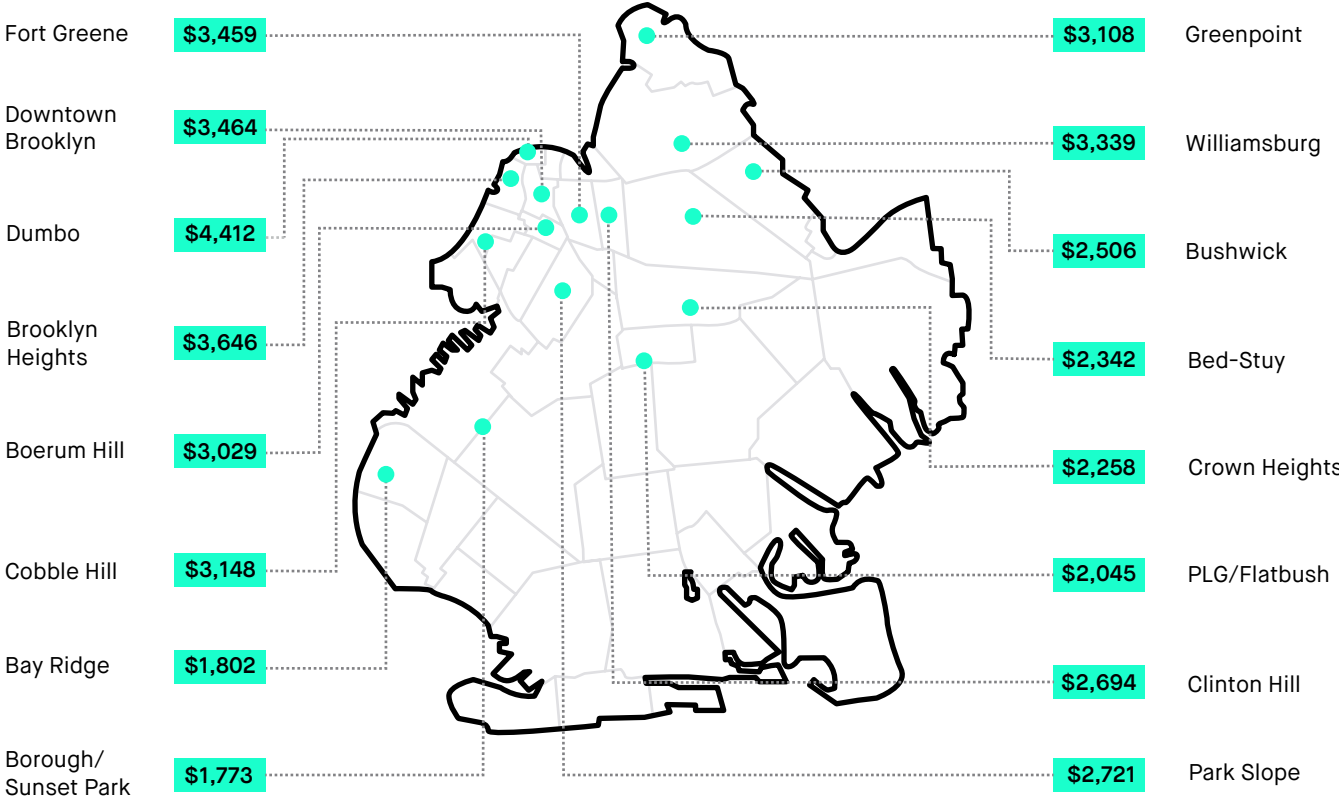 Fort Greene $3,459
Downtown
Brooklyn
$3,464
Dumbo $4,412
Brooklyn
Heights
$3,646
Boerum Hill $3,029
Cobble Hill $3,148
Bay Ridge $1,802
Borough/
Sunset Park
$1,773
$3,108 Greenpoint
$3,339 Williamsburg
$2,506 Bushwick
$2,342 Bed-Stuy
$2,258 Crown Heights
$2,045 PLG/Flatbush
$2,694 Clinton Hill
$2,721 Park Slope